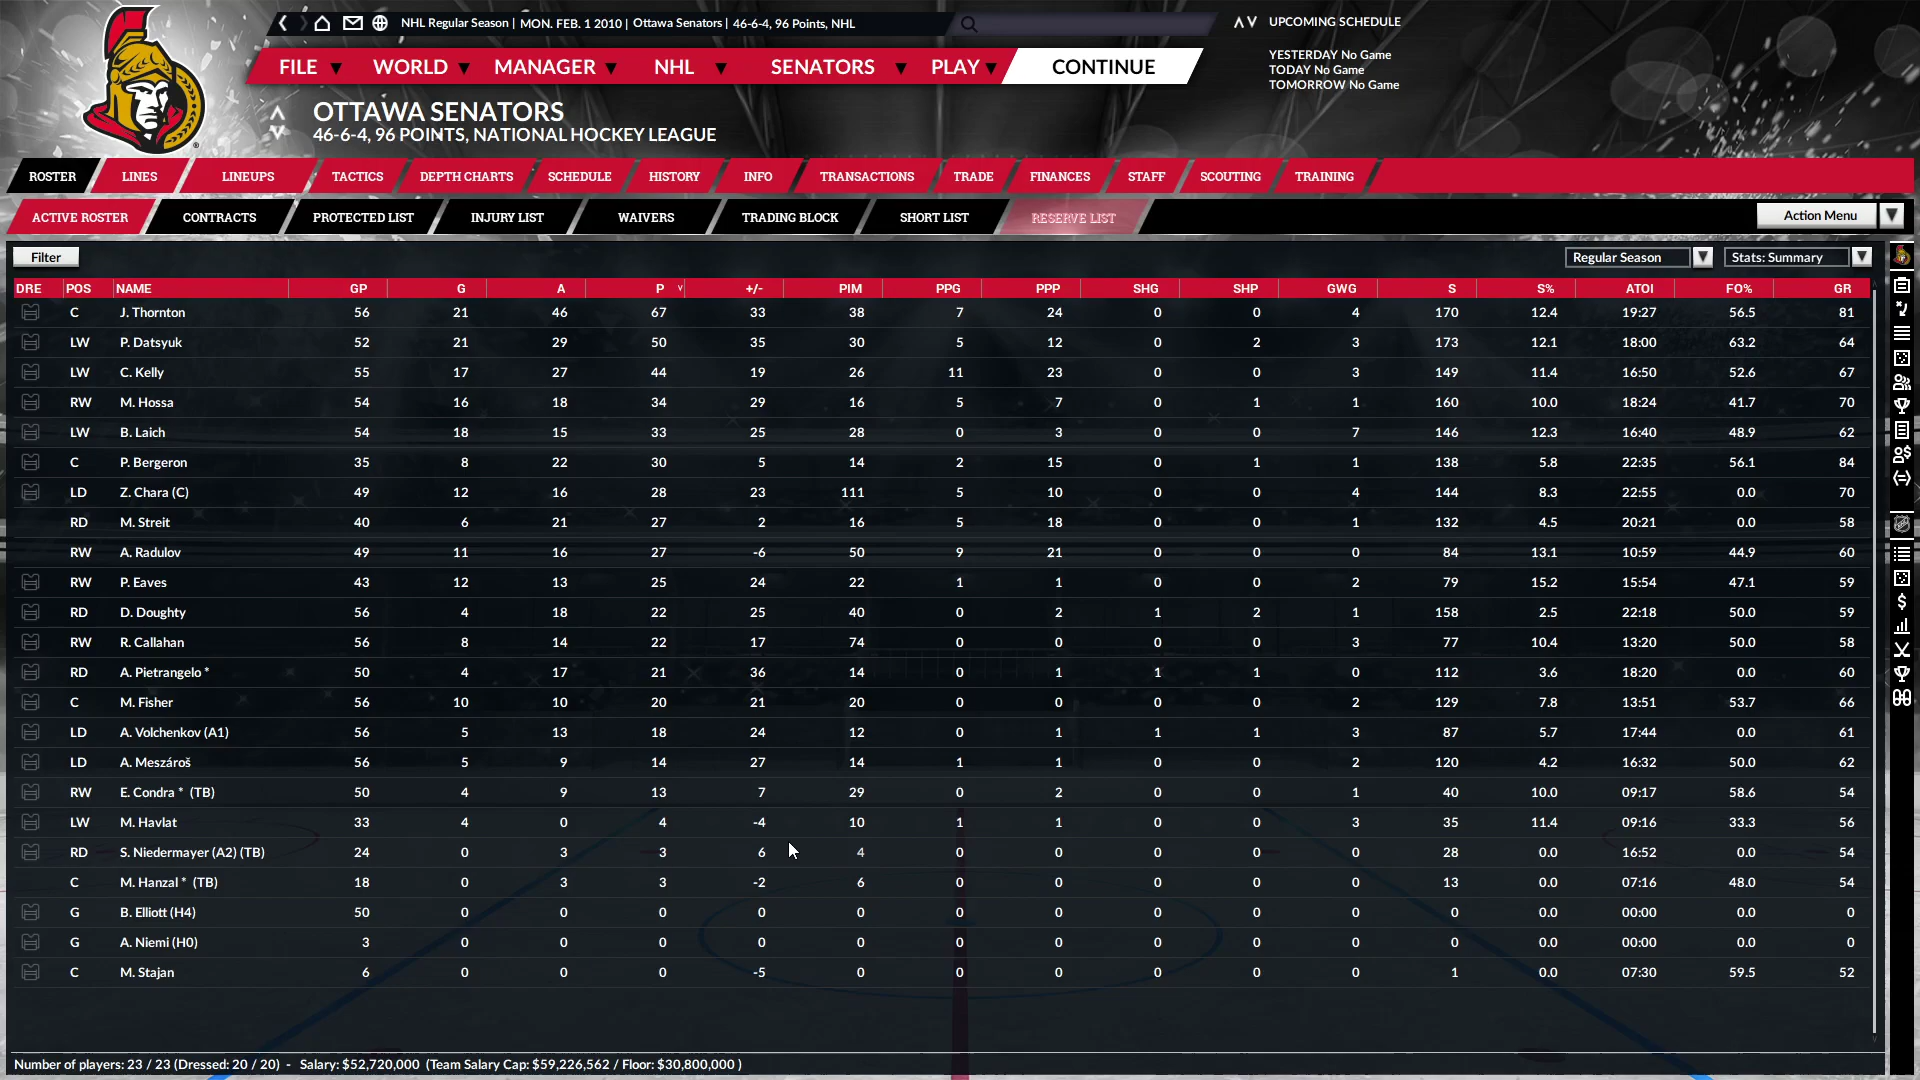 NHL Regular Season | MON. FEB. 1 2010 | Ottawa Senators | 46-6-4, 96 Points, NHL
UPCOMING SCHEDULE
YESTERDAY No Game
TODAY No Game
TOMORROW No Game
FILE WORLD MANAGER NHL SENATORS PLAY CONTINUE
OTTAWA SENATORS
46-6-4, 96 POINTS, NATIONAL HOCKEY LEAGUE
ROSTER LINES LINEUPS TACTICS DEPTH CHARTS SCHEDULE HISTORY INFO TRANSACTIONS TRADE FINANCES STAFF SCOUTING TRAINING
ACTIVE ROSTER CONTRACTS PROTECTED LIST INJURY LIST WAIVERS TRADING BLOCK SHORT LIST RESERVE LIST Action Menu
Filter Regular Season Stats: Summary
DRE POS NAME GP G A P +/- PIM PPG PPP SHG SHP GWG S S% ATOI FO% GR
C J. Thornton 56 21 46 67 33 38 7 24 0 0 4 170 12.4 19:27 56.5 81
LW P. Datsyuk 52 21 29 50 35 30 5 12 0 2 3 173 12.1 18:00 63.2 64
LW C. Kelly 55 17 27 44 19 26 11 23 0 0 3 149 11.4 16:50 52.6 67
RW M. Hossa 54 16 18 34 29 16 5 7 0 1 1 160 10.0 18:24 41.7 70
LW B. Laich 54 18 15 33 25 28 0 3 0 0 7 146 12.3 16:40 48.9 62
C P. Bergeron 35 8 22 30 5 14 2 15 0 1 1 138 5.8 22:35 56.1 84
LD Z. Chara (C) 49 12 16 28 23 111 5 10 0 0 4 144 8.3 22:55 0.0 70
RD M. Streit 40 6 21 27 2 16 5 18 0 0 1 132 4.5 20:21 0.0 58
RW A. Radulov 49 11 16 27 -6 50 9 21 0 0 0 84 13.1 10:59 44.9 60
RW P. Eaves 43 12 13 25 24 22 1 1 0 0 2 79 15.2 15:54 47.1 59
RD D. Doughty 56 4 18 22 25 40 0 2 1 2 1 158 2.5 22:18 50.0 59
RW R. Callahan 56 8 14 22 17 74 0 0 0 0 3 77 10.4 13:20 50.0 58
RD A. Pietrangelo * 50 4 17 21 36 14 0 1 1 1 0 112 3.6 18:20 0.0 60
C M. Fisher 56 10 10 20 21 20 0 0 0 0 2 129 7.8 13:51 53.7 66
LD A. Volchenkov (A1) 56 5 13 18 24 12 0 1 1 1 3 87 5.7 17:44 0.0 61
LD A. Meszároš 56 5 9 14 27 14 1 1 0 0 2 120 4.2 16:32 50.0 62
RW E. Condra * (TB) 50 4 9 13 7 29 0 2 0 0 1 40 10.0 09:17 58.6 54
LW M. Havlat 33 4 0 4 -4 10 1 1 0 0 3 35 11.4 09:16 33.3 56
RD S. Niedermayer (A2) (TB) 24 0 3 3 6 4 0 0 0 0 0 28 0.0 16:52 0.0 54
C M. Hanzal * (TB) 18 0 3 3 -2 6 0 0 0 0 0 13 0.0 07:16 48.0 54
G B. Elliott (H4) 50 0 0 0 0 0 0 0 0 0 0 0 0.0 00:00 0.0 0
G A. Niemi (H0) 3 0 0 0 0 0 0 0 0 0 0 0 0.0 00:00 0.0 0
C M. Stajan 6 0 0 0 -5 0 0 0 0 0 0 1 0.0 07:30 59.5 52
Number of players: 23 / 23 (Dressed: 20 / 20) - Salary: $52,720,000 (Team Salary Cap: $59,226,562 / Floor: $30,800,000 )